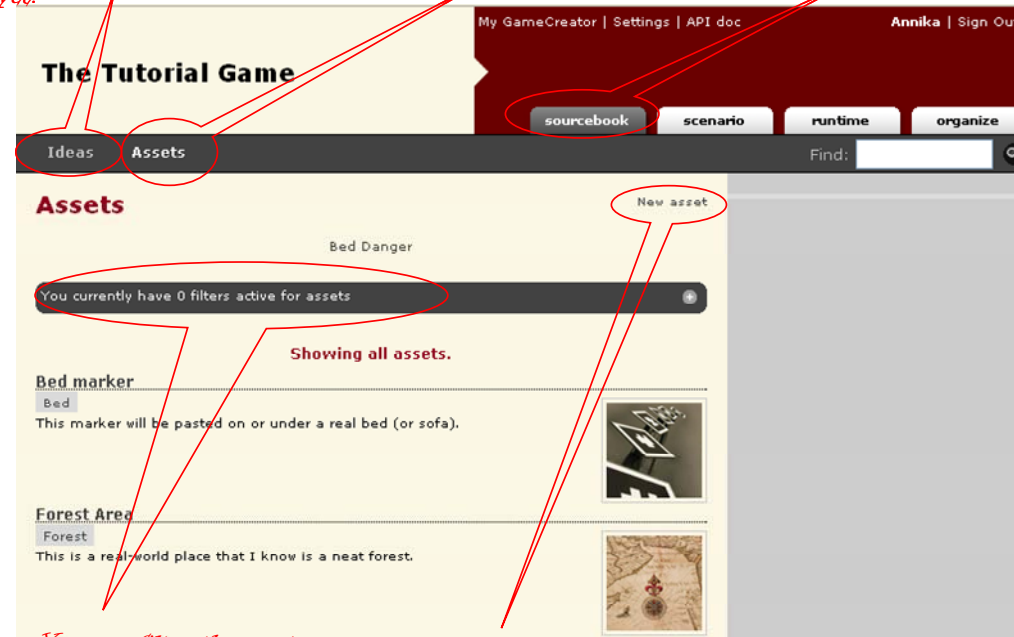 My GameCreator | Settings | API doc
Annika | Sign Out
The Tutorial Game
sourcebook scenario runtime organize
Ideas Assets
Find:
Assets
New asset
Bed Danger
You currently have 0 filters active for assets
Showing all assets.
Bed marker
Bed
This marker will be pasted on or under a real bed (or sofa).
Forest Area
Forest
This is a real-world place that I know is a neat forest.